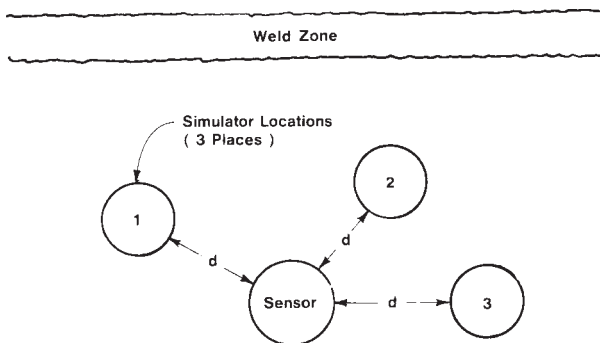 Weld Zone
Simulator Locations
( 3 Places )
1
2
d
d
Sensor
d
3